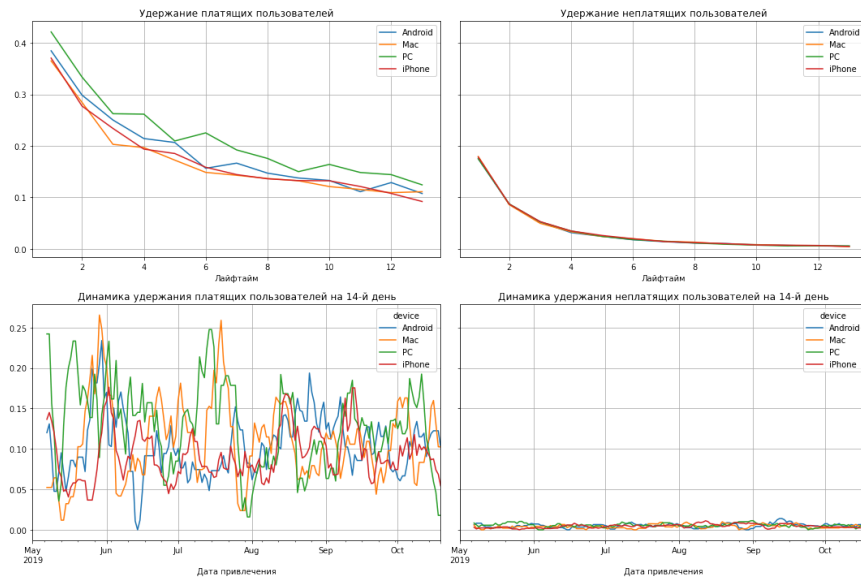 Удержание платящих пользователей
0.4
0.3
0.2
0.1
0.0
2 4 6 8 10 12
Лайфтайм
Android
Mac
PC
iPhone
Удержание неплатящих пользователей
2 4 6 8 10 12
Лайфтайм
Android
Mac
PC
iPhone
Динамика удержания платящих пользователей на 14-й день
0.25
0.20
0.15
0.10
0.05
0.00
May Jun Jul Aug Sep Oct
2019
Дата привлечения
device
Android
Mac
PC
iPhone
Динамика удержания неплатящих пользователей на 14-й день
May Jun Jul Aug Sep Oct
2019
Дата привлечения
device
Android
Mac
PC
iPhone